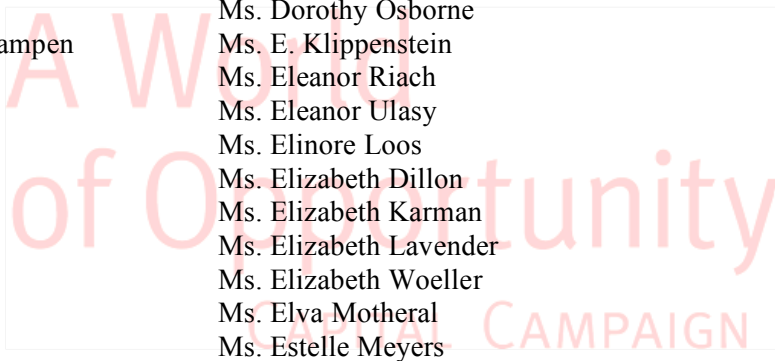 Ms. Dorothy Osborne
ampen
Ms. E. Klippenstein
Ms. Eleanor Riach
Ms. Eleanor Ulasy
Ms. Elinore Loos
Ms. Elizabeth Dillon
Ms. Elizabeth Karman
Ms. Elizabeth Lavender
Ms. Elizabeth Woeller
Ms. Elva Motheral
Ms. Estelle Meyers
A World
of Opportunity
CAPITAL CAMPAIGN